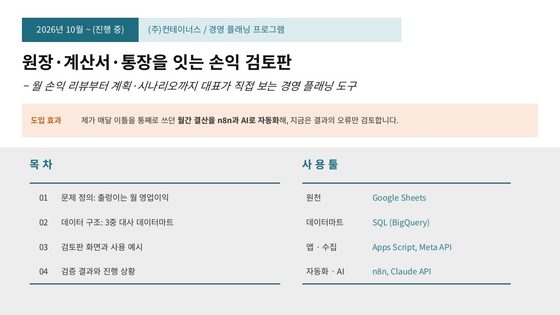 2026년 10월 ~ (진행 중)
(주)컨테이너스 / 경영 플래닝 프로그램
원장·계산서·통장을 잇는 손익 검토판
– 월 손익 리뷰부터 계획·시나리오까지 대표가 직접 보는 경영 플래닝 도구
도입 효과 제가 매달 이틀을 통째로 쓰던 월간 결산을 n8n과 AI로 자동화해, 지금은 결과의 오류만 검토합니다.
목 차
01 문제 정의: 출렁이는 월 영업이익
02 데이터 구조: 3중 대사 데이터마트
03 검토판 화면과 사용 예시
04 검증 결과와 진행 상황
사 용 툴
원천 Google Sheets
데이터마트 SQL (BigQuery)
앱 · 수집 Apps Script, Meta API
자동화 · AI n8n, Claude API